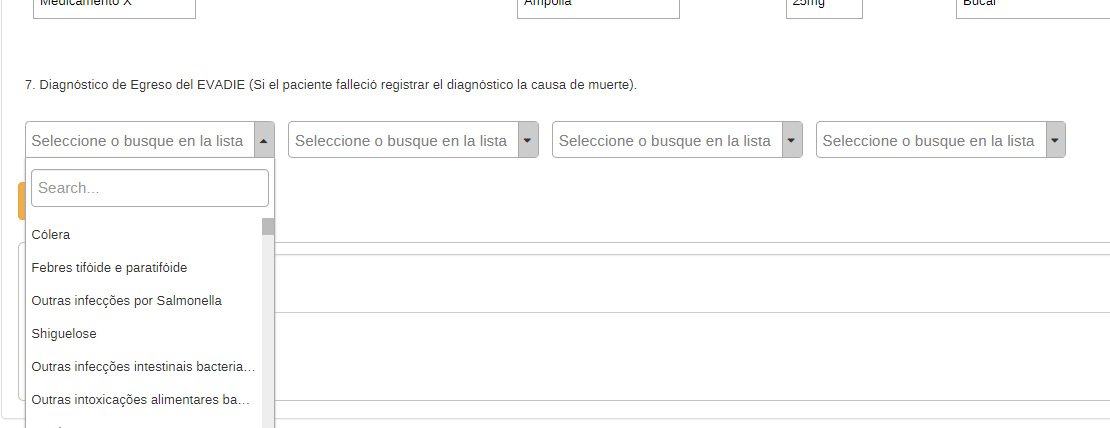 Medicamento X Ampolla 25mg Bucal
7. Diagnóstico de Egreso del EVADIE (Si el paciente falleció registrar el diagnóstico la causa de muerte).
Seleccione o busque en la lista Seleccione o busque en la lista Seleccione o busque en la lista Seleccione o busque en la lista
Search...
Cólera
Febres tifóide e paratifóide
Outras infecções por Salmonella
Shiguelose
Outras infecções intestinais bacteria...
Outras intoxicações alimentares ba...